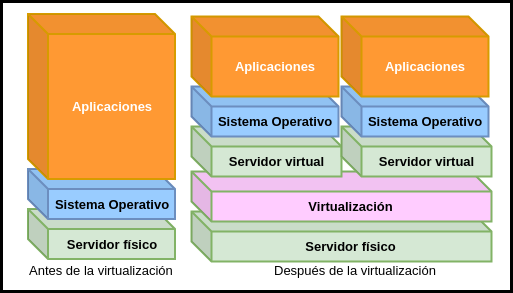 Aplicaciones
Sistema Operativo
Servidor físico
Antes de la virtualización
Aplicaciones
Aplicaciones
Sistema Operativo
Sistema Operativo
Servidor virtual
Servidor virtual
Virtualización
Servidor físico
Después de la virtualización